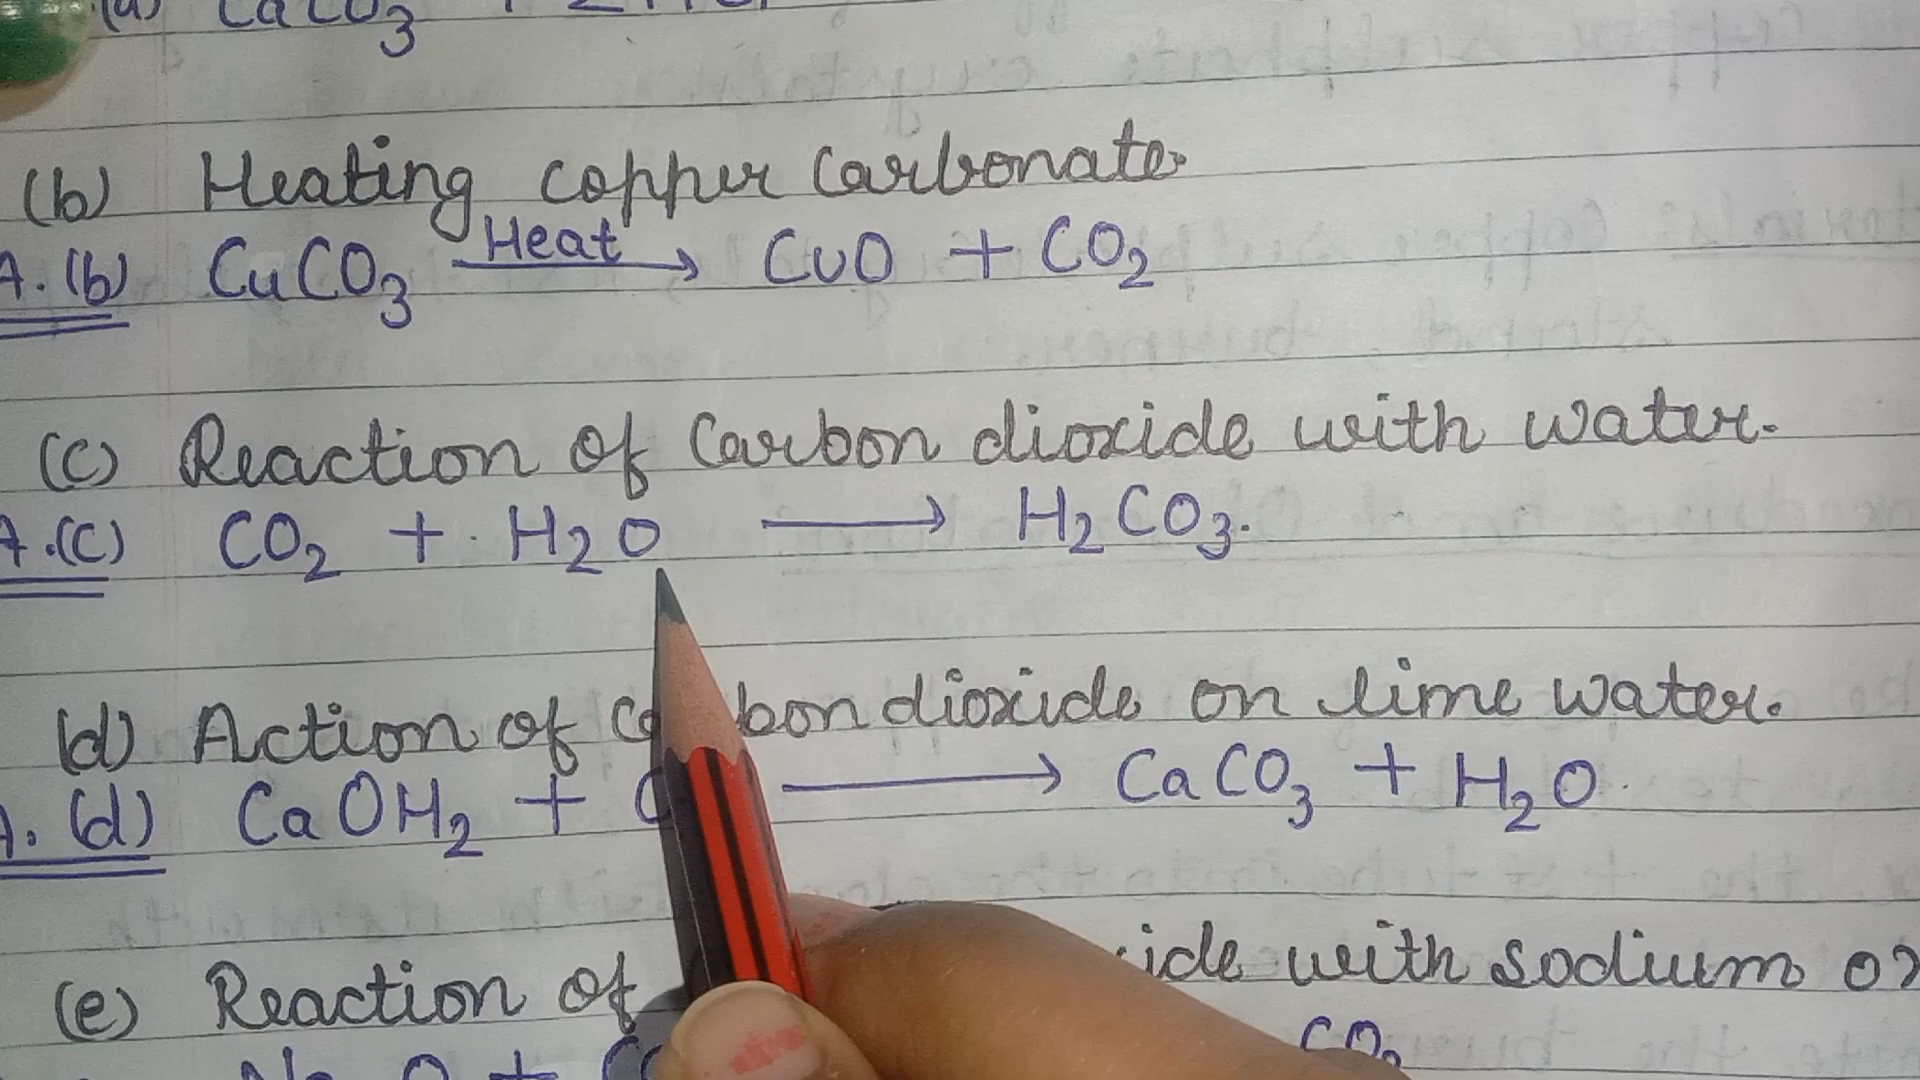 (a) CaCO3 +
(b) Heating copper carbonate.
A. (b) CuCO3 Heat → CuO + CO2
(c) Reaction of Carbon dioxide with water.
A. (c) CO2 + H2O → H2CO3.
(d) Action of bon dioxide on lime water.
A. (d) CaOH2 + → CaCO3 + H2O.
(e) Reaction of ide with sodium
CO3